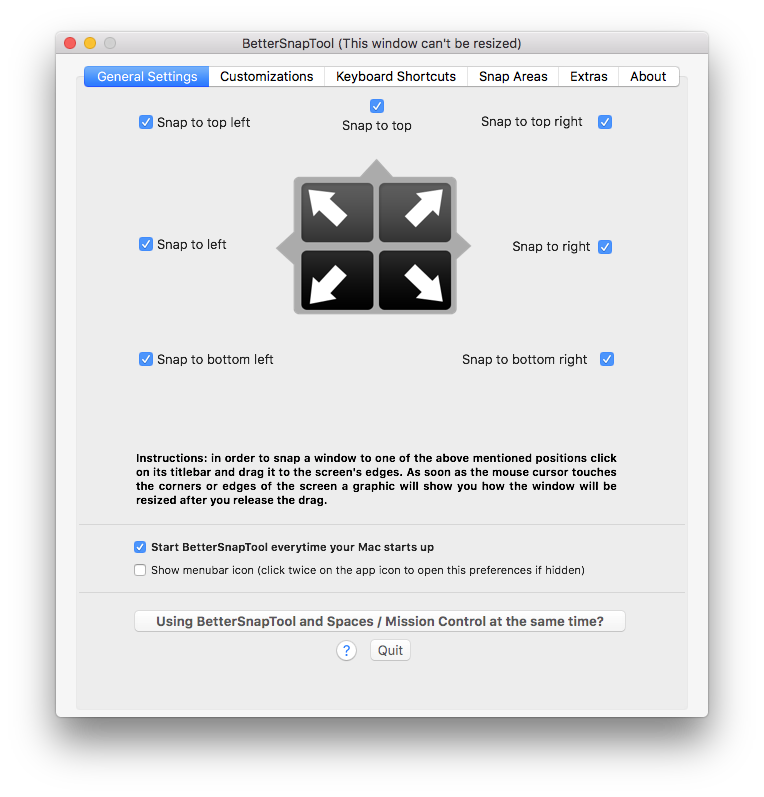 BetterSnapTool (This window can't be resized)
General Settings
Customizations
Keyboard Shortcuts
Snap Areas
Extras
About
Snap to top left
Snap to top
Snap to top right
Snap to left
Snap to right
Snap to bottom left
Snap to bottom right
Instructions: in order to snap a window to one of the above mentioned positions click
on its titlebar and drag it to the screen's edges. As soon as the mouse cursor touches
the corners or edges of the screen a graphic will show you how the window will be
resized after you release the drag.
Start BetterSnapTool everytime your Mac starts up
Show menubar icon (click twice on the app icon to open this preferences if hidden)
Using BetterSnapTool and Spaces / Mission Control at the same time?
?
Quit